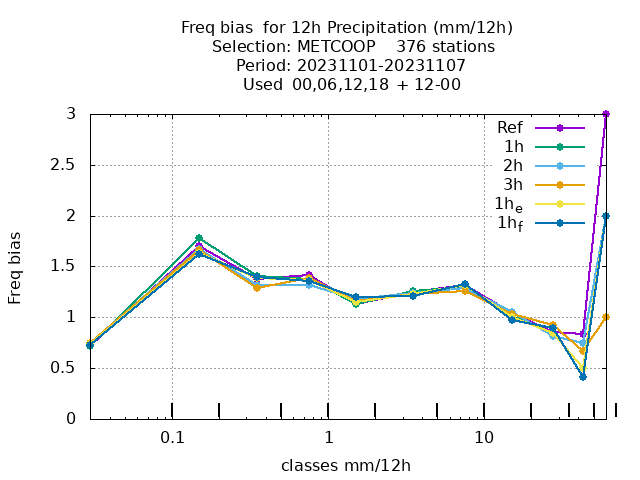 Freq bias  for 12h Precipitation (mm/12h)
Selection: METCOOP    376 stations
Period: 20231101-20231107
Used  00,06,12,18  + 12-00
Freq bias
3
2.5
2
1.5
1
0.5
0
Ref
1h
2h
3h
1h_e
1h_f
0.1 1 10
classes mm/12h